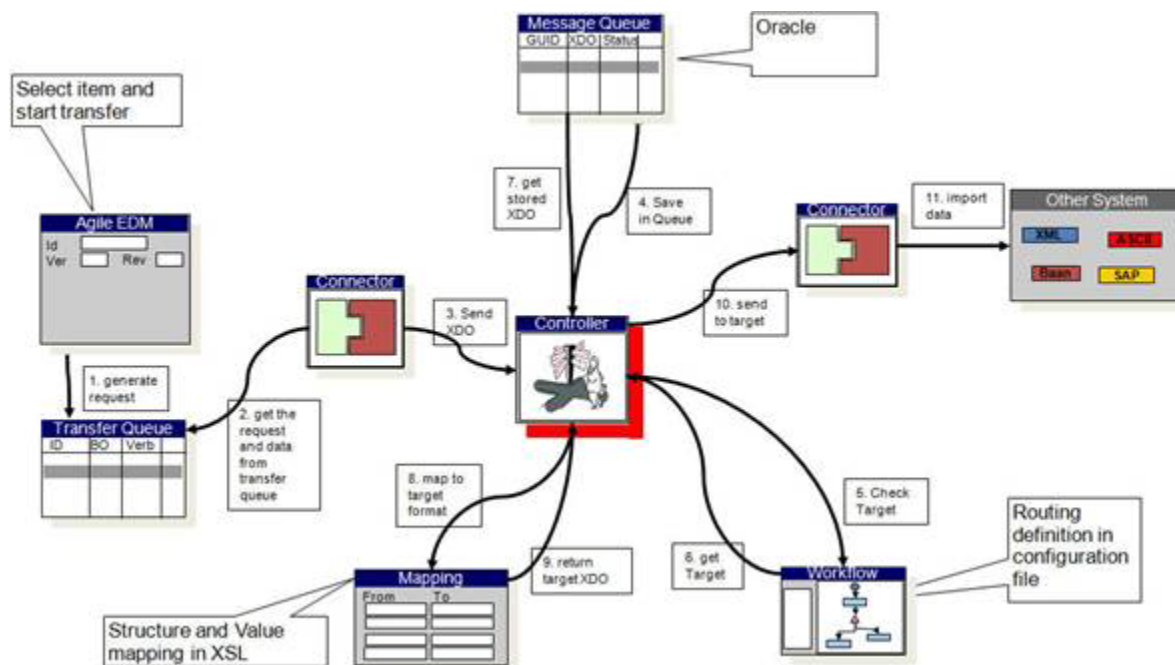 Message Queue
GUID XDO Status
Oracle
Select item and
start transfer
7. get
stored
XDO
4. Save
in Queue
11. import
data
Other System
XML
ASCII
Baan
SAP
Connector
Agile EDM
Id
Ver Rev
Connector
3. Send
XDO
Controller
10. send
to target
1. generate
request
Transfer Queue
ID BO Verb
2. get the
request
and data
from
transfer
queue
8. map to
target
format
5. Check
Target
Routing
definition in
configuration
file
9. return
target XDO
6. get
Target
Mapping
From To
Workflow
Structure and Value
mapping in XSL